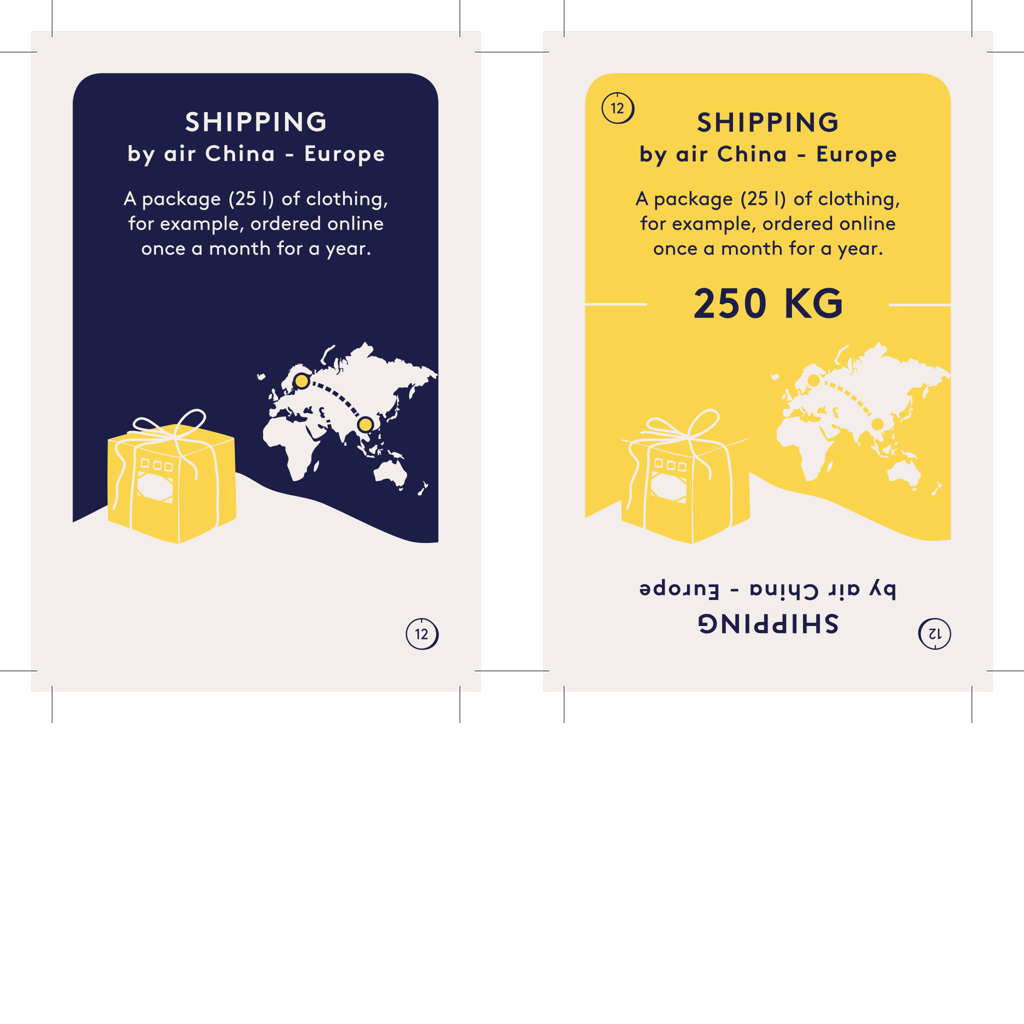 SHIPPING
by air China - Europe
A package (25 l) of clothing,
for example, ordered online
once a month for a year.
12
12
SHIPPING
by air China - Europe
A package (25 l) of clothing,
for example, ordered online
once a month for a year.
250 KG
by air China - Europe
SHIPPING
12